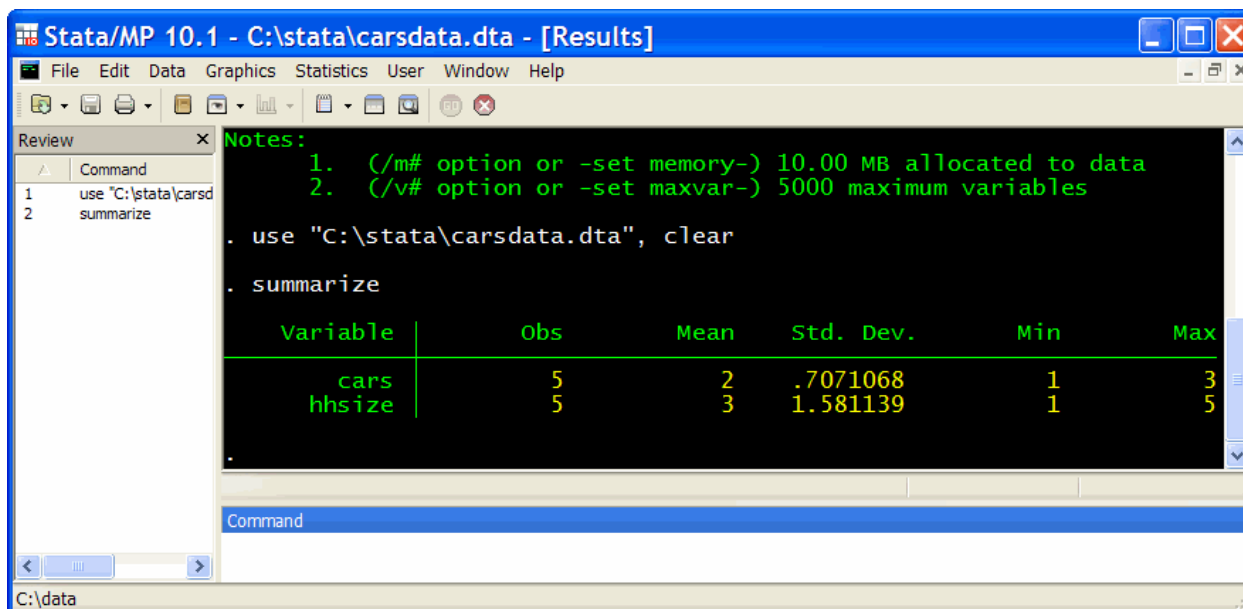 Stata/MP 10.1 - C:\stata\carsdata.dta - [Results]
File Edit Data Graphics Statistics User Window Help
Review
Command
1 use "C:\stata\carsd
2 summarize
Notes:
1. (/m# option or -set memory-) 10.00 MB allocated to data
2. (/v# option or -set maxvar-) 5000 maximum variables
. use "C:\stata\carsdata.dta", clear
. summarize
Variable Obs Mean Std. Dev. Min Max
cars 5 2 .7071068 1 3
hhsize 5 3 1.581139 1 5
.
Command
C:\data